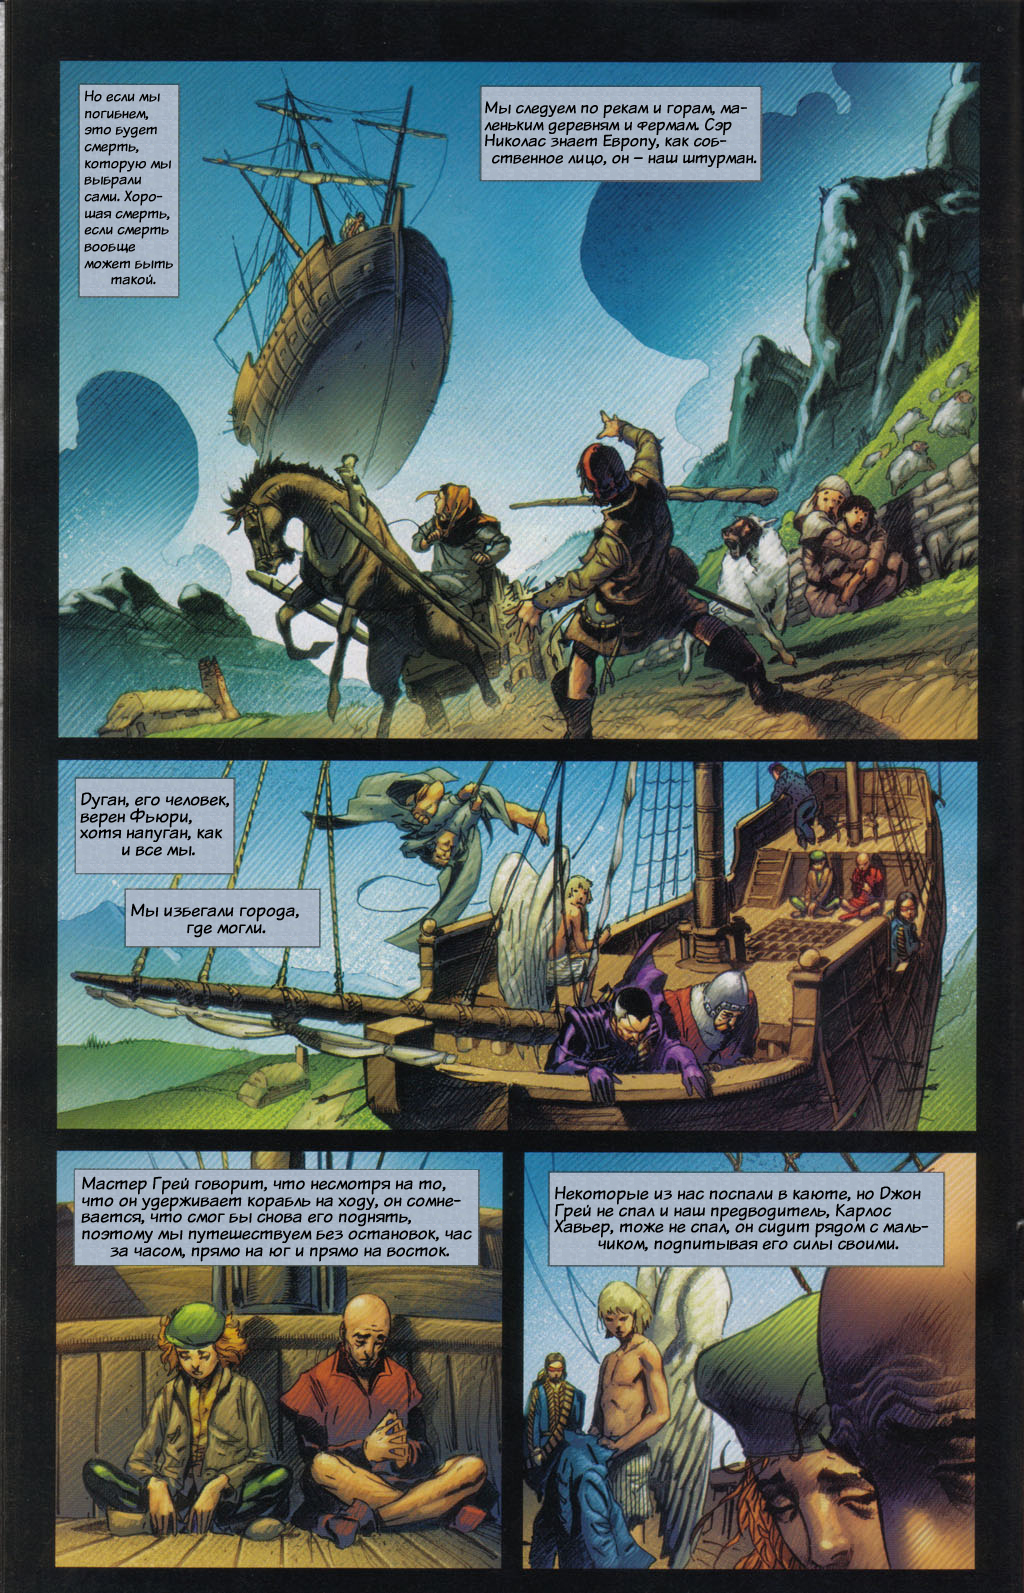 Но если мы
погибнем,
это будет
смерть,
которую мы
выбрали
сами. Хоро-
шая смерть,
если смерть
вообще
может быть
такой.
Мы следуем по рекам и горам, ма-
леньким деревням и фермам. Сэр
Николас знает Европу, как соб-
ственное лицо, он – наш штурман.
Дуган, его человек,
верен Фьюри,
хотя напуган, как
и все мы.
Мы избегали города,
где могли.
Мастер Грей говорит, что несмотря на то,
что он удерживает корабль на ходу, он сомне-
вается, что смог бы снова его поднять,
поэтому мы путешествуем без остановок, час
за часом, прямо на юг и прямо на восток.
Некоторые из нас поспали в каюте, но Джон
Грей не спал и наш предводитель, Карлос
Хавьер, тоже не спал, он сидит рядом с маль-
чиком, подпитывая его силы своими.